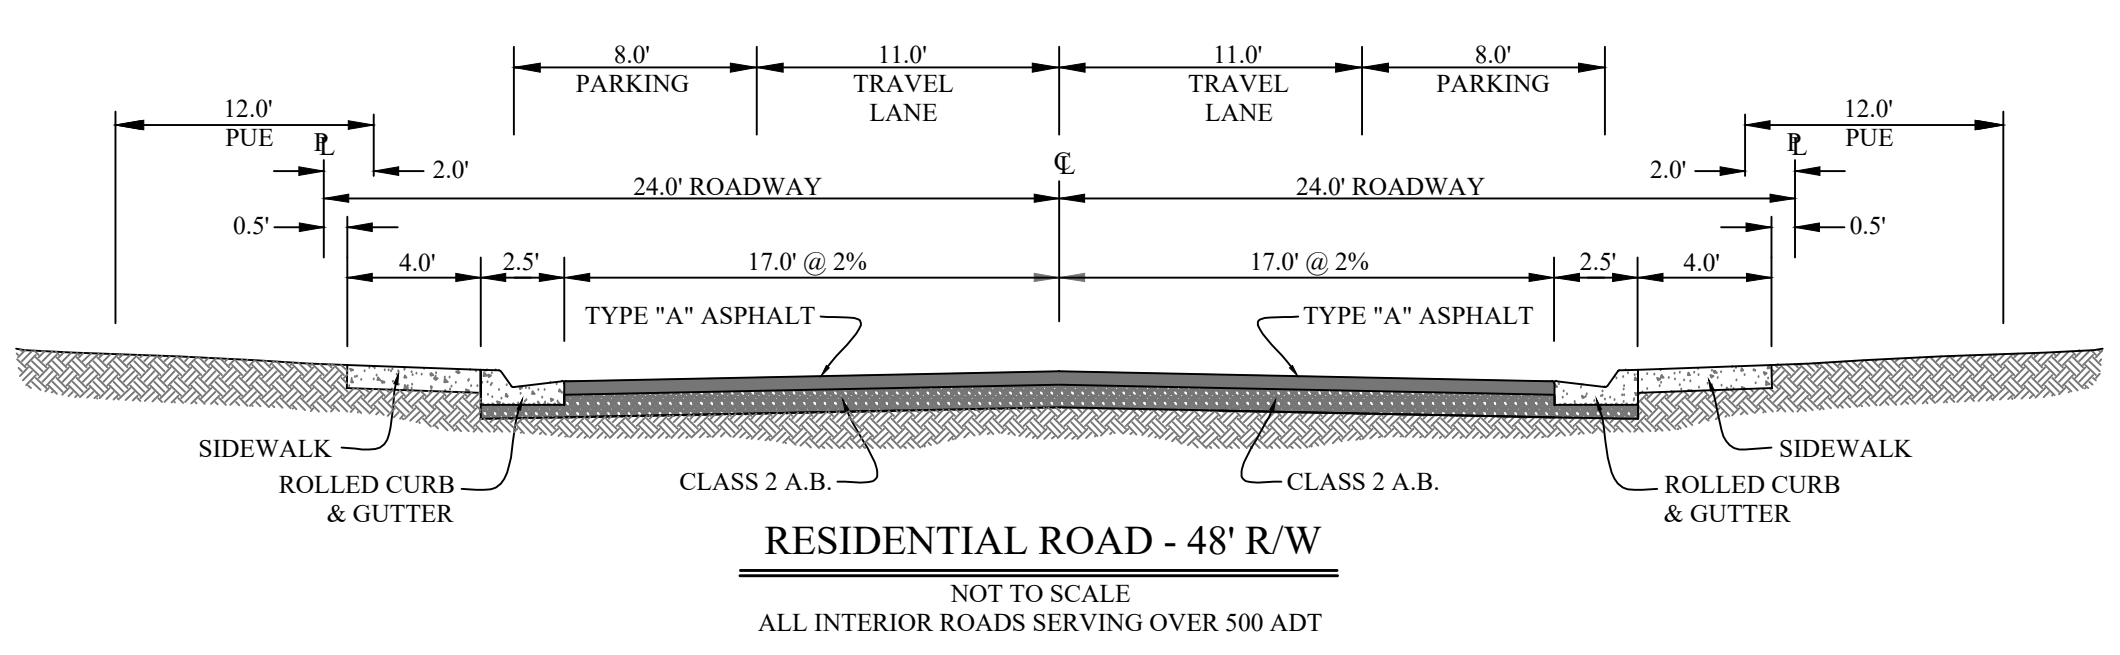 8.0' 11.0' 11.0' 8.0'
PARKING TRAVEL TRAVEL PARKING
LANE LANE
12.0' 12.0'
PUE PUE
PL CL PL
2.0' 2.0'
24.0' ROADWAY 24.0' ROADWAY
0.5' 0.5'
4.0' 2.5' 17.0' @ 2% 17.0' @ 2% 2.5' 4.0'
TYPE "A" ASPHALT TYPE "A" ASPHALT
SIDEWALK SIDEWALK
CLASS 2 A.B. CLASS 2 A.B.
ROLLED CURB ROLLED CURB
& GUTTER & GUTTER
RESIDENTIAL ROAD - 48' R/W
NOT TO SCALE
ALL INTERIOR ROADS SERVING OVER 500 ADT